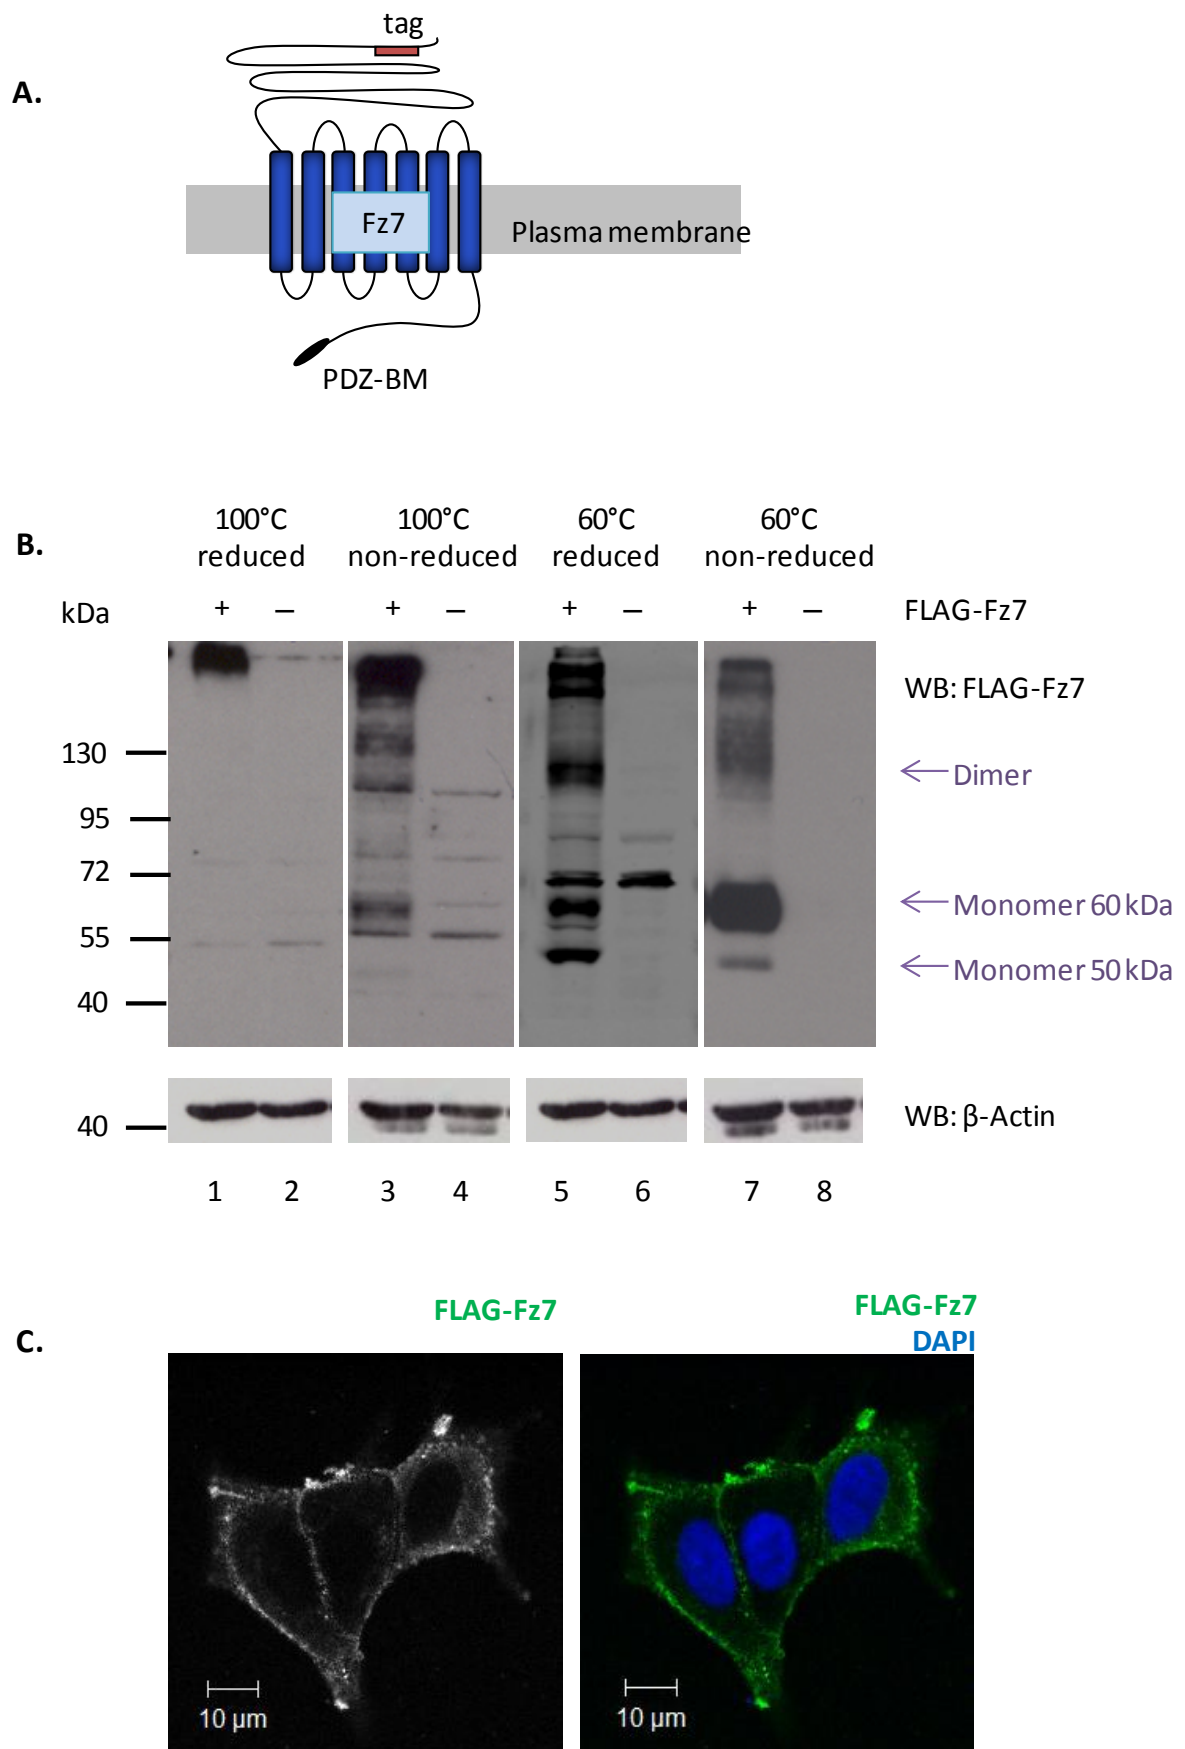 tag
A.
Fz7
Plasma membrane
PDZ-BM
B.
100°C 100°C 60°C 60°C
reduced non-reduced reduced non-reduced
kDa + – + – + – + – FLAG-Fz7
WB: FLAG-Fz7
130
Dimer
95
72
Monomer 60 kDa
55
Monomer 50 kDa
40
40 WB: β-Actin
1 2 3 4 5 6 7 8
FLAG-Fz7 FLAG-Fz7
C. DAPI
10 µm 10 µm